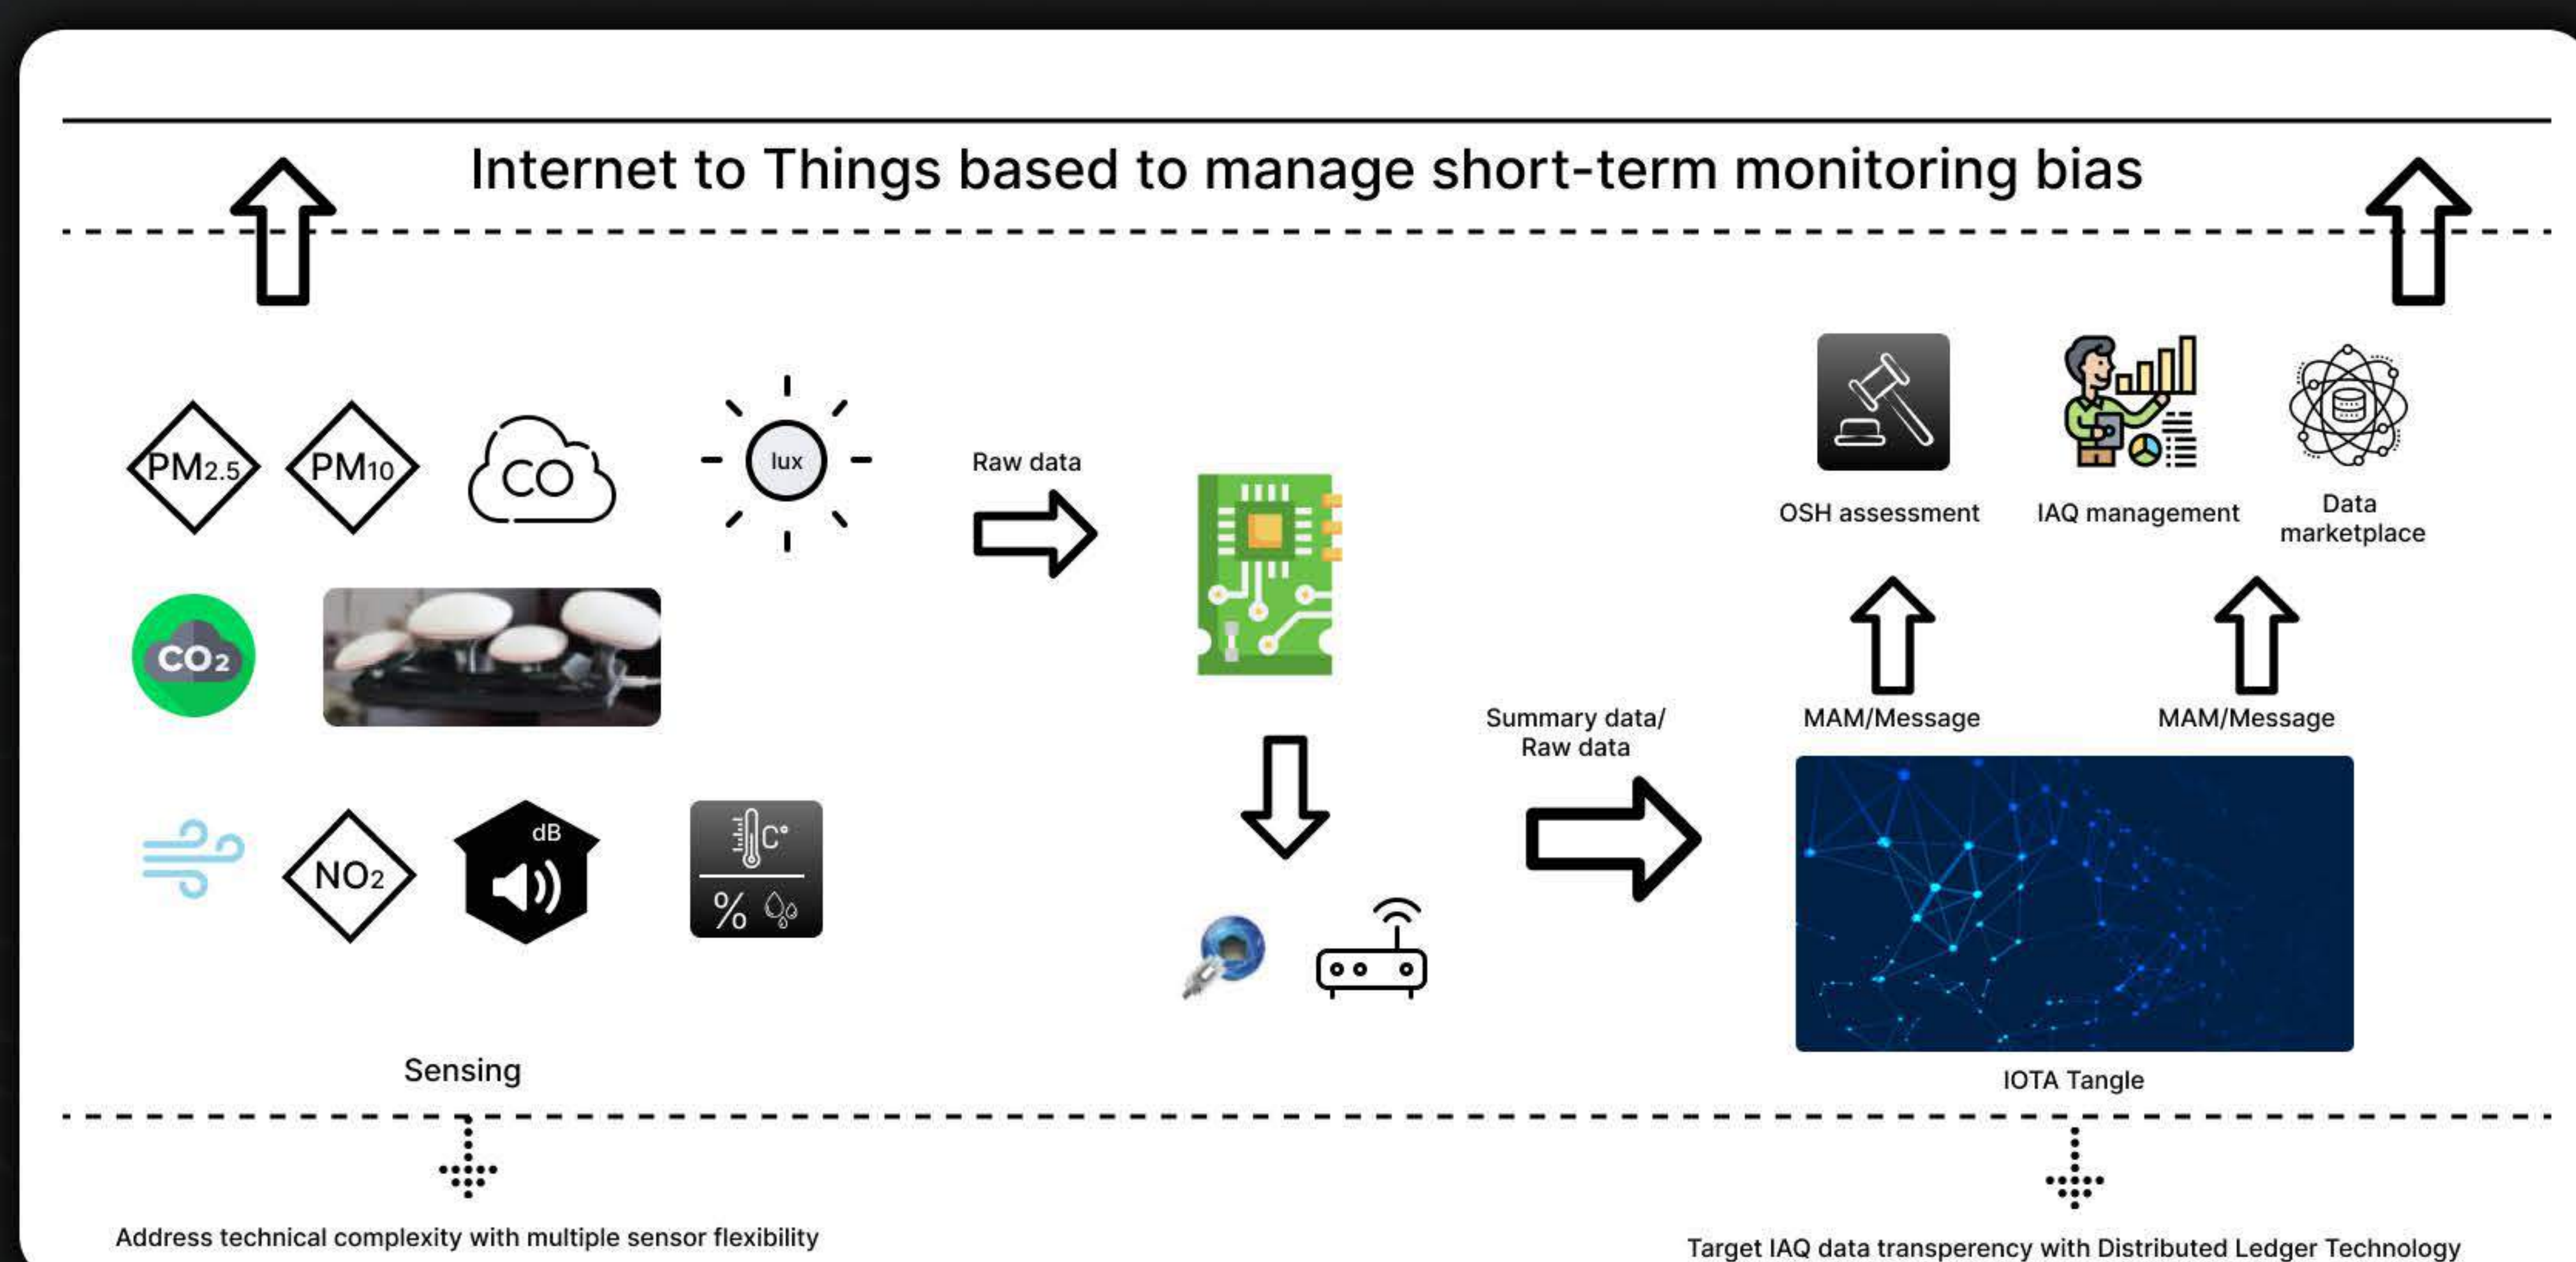 Internet to Things based to manage short-term monitoring bias
PM2.5
PM10
CO
lux
Raw data
OSH assessment
IAQ management
Data
marketplace
CO2
Summary data/
Raw data
MAM/Message
MAM/Message
NO2
dB
C°
%
Sensing
IOTA Tangle
Address technical complexity with multiple sensor flexibility
Target IAQ data transperency with Distributed Ledger Technology